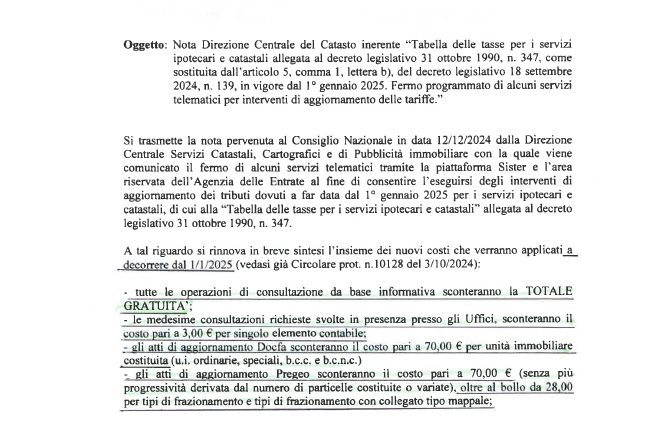 Oggetto: Nota Direzione Centrale del Catasto inerente “Tabella delle tasse per i servizi
ipotecari e catastali allegata al decreto legislativo 31 ottobre 1990, n. 347, come
sostituita dall’articolo 5, comma 1, lettera b), del decreto legislativo 18 settembre
2024, n. 139, in vigore dal 1° gennaio 2025. Fermo programmato di alcuni servizi
telematici per interventi di aggiornamento delle tariffe.”
Si trasmette la nota pervenuta al Consiglio Nazionale in data 12/12/2024 dalla Direzione
Centrale Servizi Catastali, Cartografici e di Pubblicità immobiliare con la quale viene
comunicato il fermo di alcuni servizi telematici tramite la piattaforma Sister e l’area
riservata dell’Agenzia delle Entrate al fine di consentire l’eseguirsi degli interventi di
aggiornamento dei tributi dovuti a far data dal 1° gennaio 2025 per i servizi ipotecari e
catastali, di cui alla “Tabella delle tasse per i servizi ipotecari e catastali” allegata al decreto
legislativo 31 ottobre 1990, n. 347.
A tal riguardo si rinnova in breve sintesi l’insieme dei nuovi costi che verranno applicati a
decorrere dal 1/1/2025 (vedasi già Circolare prot. n.10128 del 3/10/2024):
- tutte le operazioni di consultazione da base informativa sconteranno la TOTALE
GRATUITA’;
- le medesime consultazioni richieste svolte in presenza presso gli Uffici, sconteranno il
costo pari a 3,00 € per singolo elemento contabile;
- gli atti di aggiornamento Docfa sconteranno il costo pari a 70,00 € per unità immobiliare
costituita (u.i. ordinarie, speciali, b.c.c. e b.c.n.c.)
- gli atti di aggiornamento Pregeo sconteranno il costo pari a 70,00 € (senza più
progressività derivata dal numero di particelle costituite o variate), oltre al bollo da 28,00
per tipi di frazionamento e tipi di frazionamento con collegato tipo mappale;